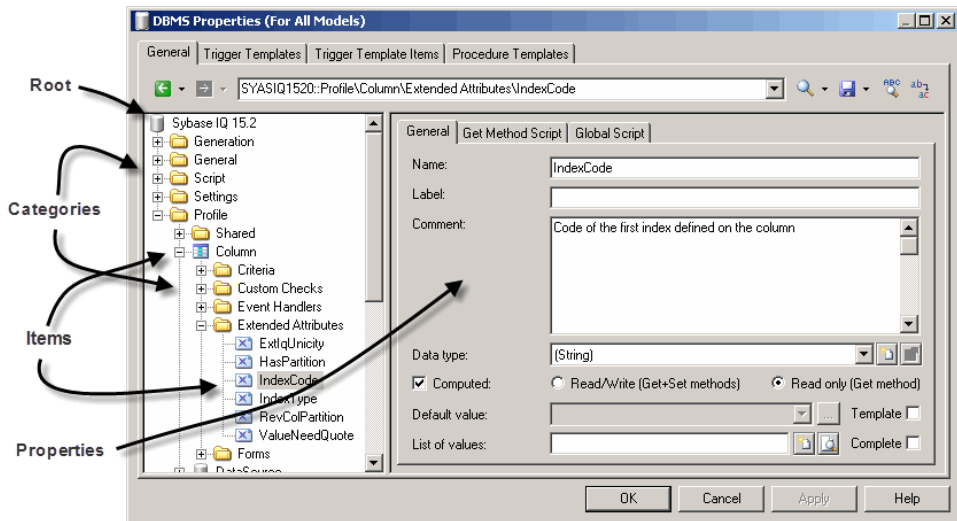 DBMS Properties (For All Models)
General Trigger Templates Trigger Template Items Procedure Templates
SYASIQ1520::Profile\Column\Extended Attributes\IndexCode
ABC
ab
ac
Root
Categories
Items
Properties
Sybase IQ 15.2
Generation
General
Script
Settings
Profile
Shared
Column
Criteria
Custom Checks
Event Handlers
Extended Attributes
ExtIqUnicity
HasPartition
IndexCode
IndexType
RevColPartition
ValueNeedQuote
Forms
DataSource
General Get Method Script Global Script
Name: IndexCode
Label:
Comment: Code of the first index defined on the column
Data type: (String)
Computed: Read/Write (Get+Set methods) Read only (Get method)
Default value: ... Template
List of values: Complete
OK Cancel Apply Help